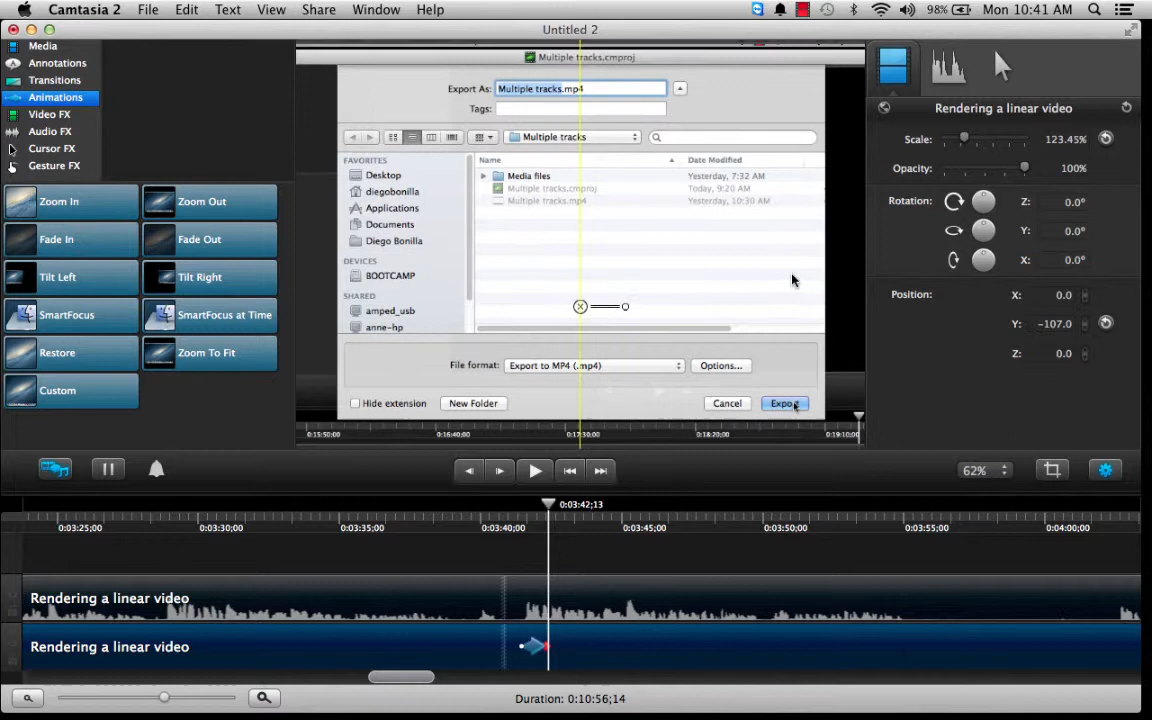 Camtasia 2 File Edit Text Share Window Help 98% Mon 10:41 AM
Untitled 2
Media
Annotations
Transitions
Animations
Video FX
Audio FX
Cursor FX
Gesture FX
Zoom In Zoom Out
Fade In Fade Out
Tilt Left Tilt Right
SmartFocus SmartFocus at Time
Restore Zoom To Fit
Custom
Multiple tracks.cmproj
Export As: Multiple tracks.mp4
Tags:
Multiple tracks
FAVORITES
Desktop
diegobonilla
Applications
Documents
Diego Bonilla
DEVICES
BOOTCAMP
SHARED
amped_usb
anne-hp
Name Date Modified
Media files Yesterday, 7:32 AM
Multiple tracks.cmproj Today, 9:20 AM
Multiple tracks.mp4 Yesterday, 10:30 AM
File format: Export to MP4 (.mp4) Options...
Hide extension New Folder Cancel Export
0:15:50;00 0:16:40;00 0:17:30;00 0:18:20;00 0:19:10;00
Rendering a linear video
Scale: 123.45%
Opacity: 100%
Rotation: Z: 0.0°
Y: 0.0°
X: 0.0°
Position: X: 0.0
Y: -107.0
Z: 0.0
62%
0:03:42;13
0:03:25;00 0:03:30;00 0:03:35;00 0:03:40;00 0:03:45;00 0:03:50;00 0:03:55;00 0:04:00;00
Rendering a linear video
Rendering a linear video
Duration: 0:10:56;14